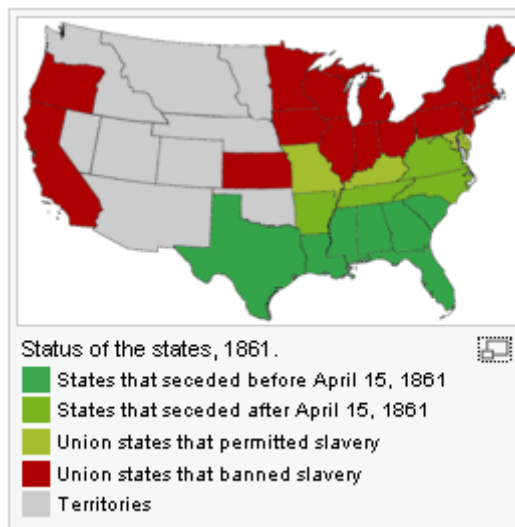 Status of the states, 1861.
States that seceded before April 15, 1861
States that seceded after April 15, 1861
Union states that permitted slavery
Union states that banned slavery
Territories